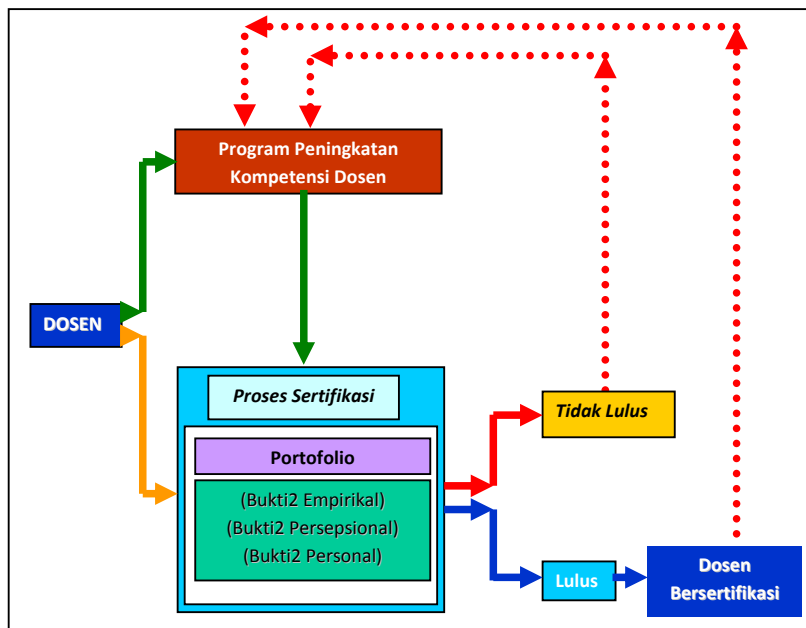 Program Peningkatan
Kompetensi Dosen
DOSEN
Proses Sertifikasi
Portofolio
(Bukti2 Empirikal)
(Bukti2 Persepsional)
(Bukti2 Personal)
Tidak Lulus
Lulus
Dosen
Bersertifikasi